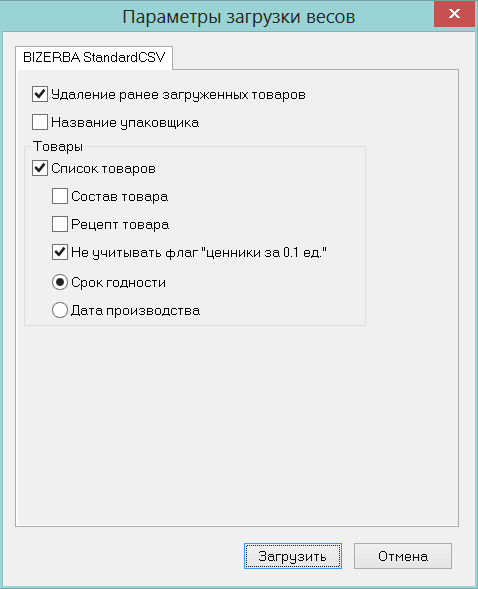 Параметры загрузки весов
BIZERBA StandardCSV
Удаление ранее загруженных товаров
Название упаковщика
Товары
Список товаров
Состав товара
Рецепт товара
Не учитывать флаг "ценники за 0.1 ед."
Срок годности
Дата производства
Загрузить
Отмена